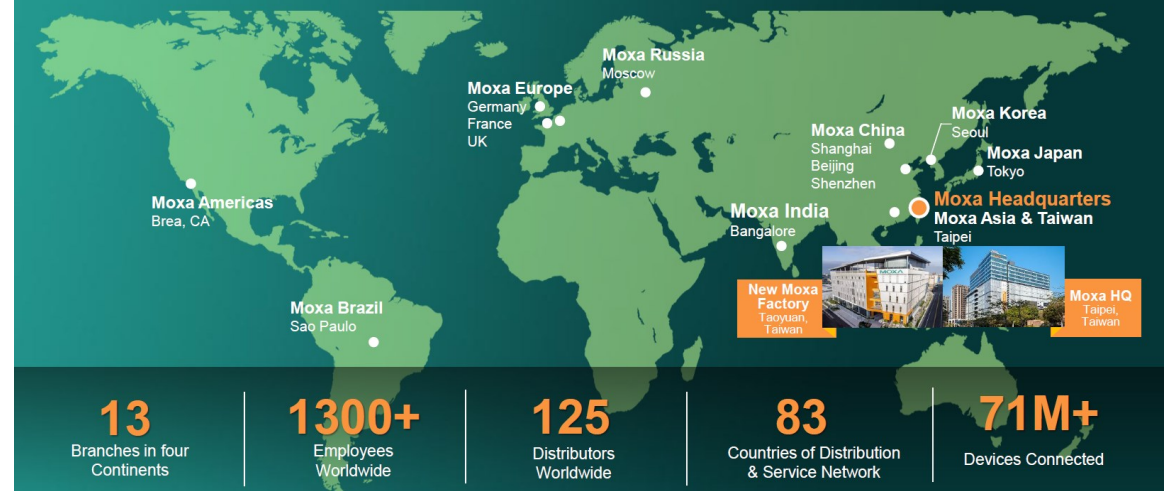 Moxa Russia
Moscow
Moxa Europe
Germany
France
UK
Moxa Korea
Seoul
Moxa China
Shanghai
Beijing
Shenzhen
Moxa Japan
Tokyo
Moxa Americas
Brea, CA
Moxa India
Bangalore
Moxa Headquarters
Moxa Asia & Taiwan
Taipei
MOXA
New Moxa
Factory
Taoyuan,
Taiwan
Moxa HQ
Taipei,
Taiwan
Moxa Brazil
Sao Paulo
13
Branches in four
Continents
1300+
Employees
Worldwide
125
Distributors
Worldwide
83
Countries of Distribution
& Service Network
71M+
Devices Connected